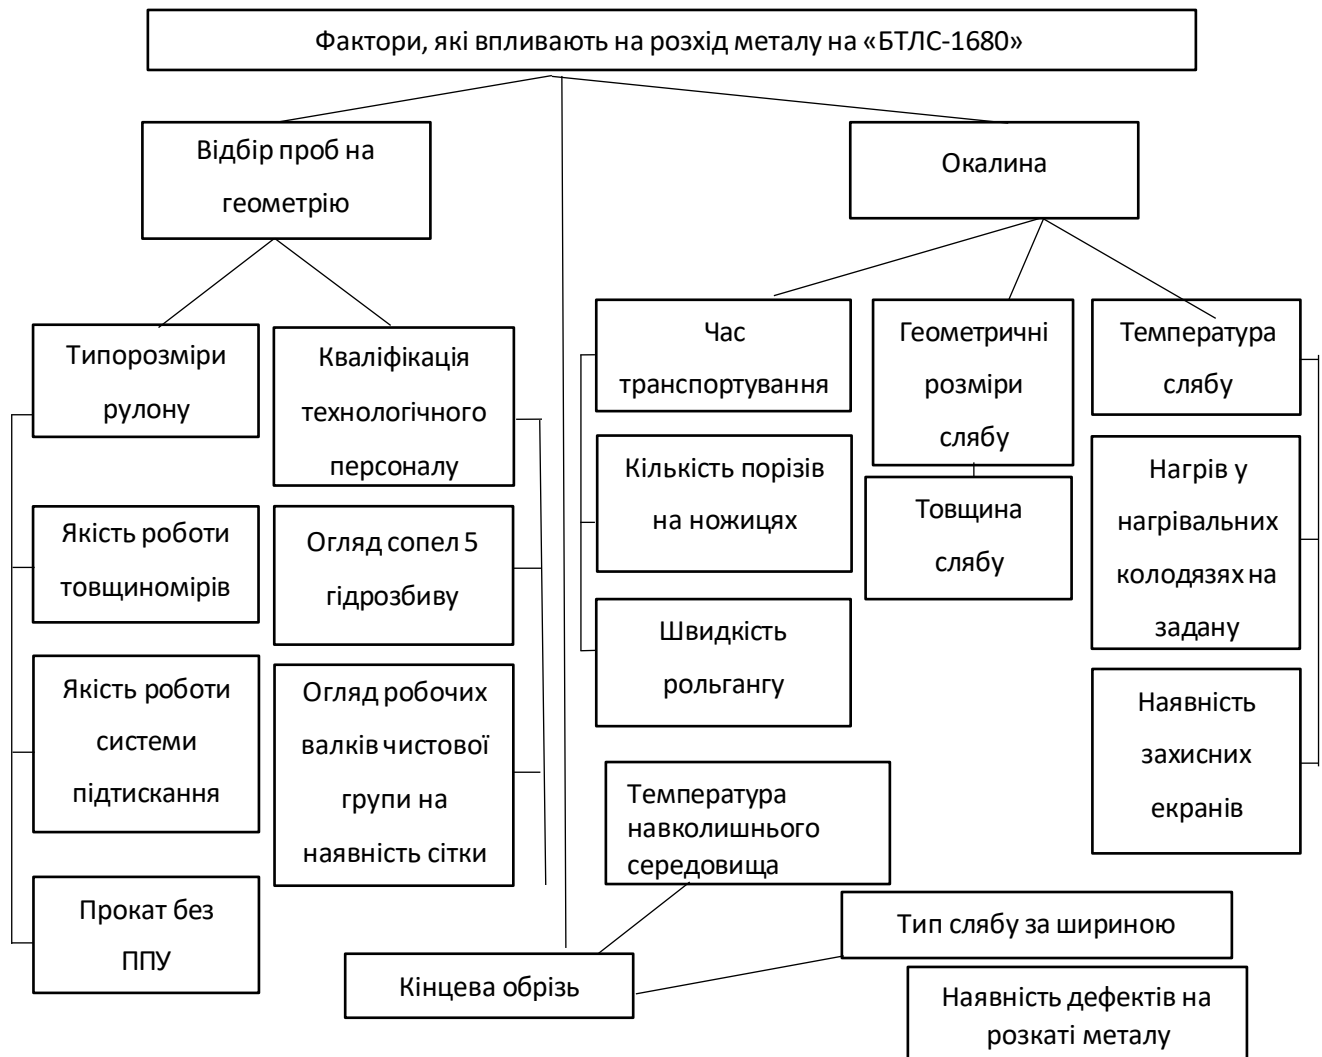 Фактори, які впливають на розхід металу на «БТЛС-1680»
Відбір проб на
геометрію
Окалина
Типорозміри
рулону
Кваліфікація
технологічного
персоналу
Час
транспортування
Геометричні
розміри
слябу
Температура
слябу
Якість роботи
товщиномірів
Огляд сопел 5
гідрозбиву
Кількість порізів
на ножицях
Товщина
слябу
Нагрів у
нагрівальних
колодязях на
задану
Якість роботи
системи
підтискання
Огляд робочих
валків чистової
групи на
наявність сітки
Швидкість
рольгангу
Наявність
захисних
екранів
Температура
навколишнього
середовища
Прокат без
ППУ
Тип слябу за шириною
Кінцева обрізь
Наявність дефектів на
розкаті металу